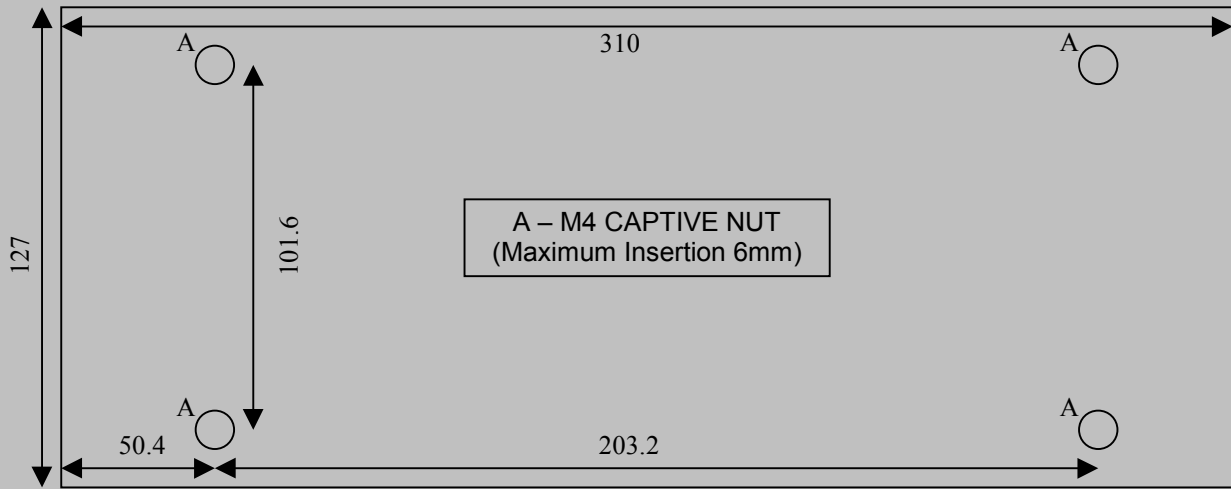 310
A
A
127
101.6
A – M4 CAPTIVE NUT
(Maximum Insertion 6mm)
A
A
50.4
203.2